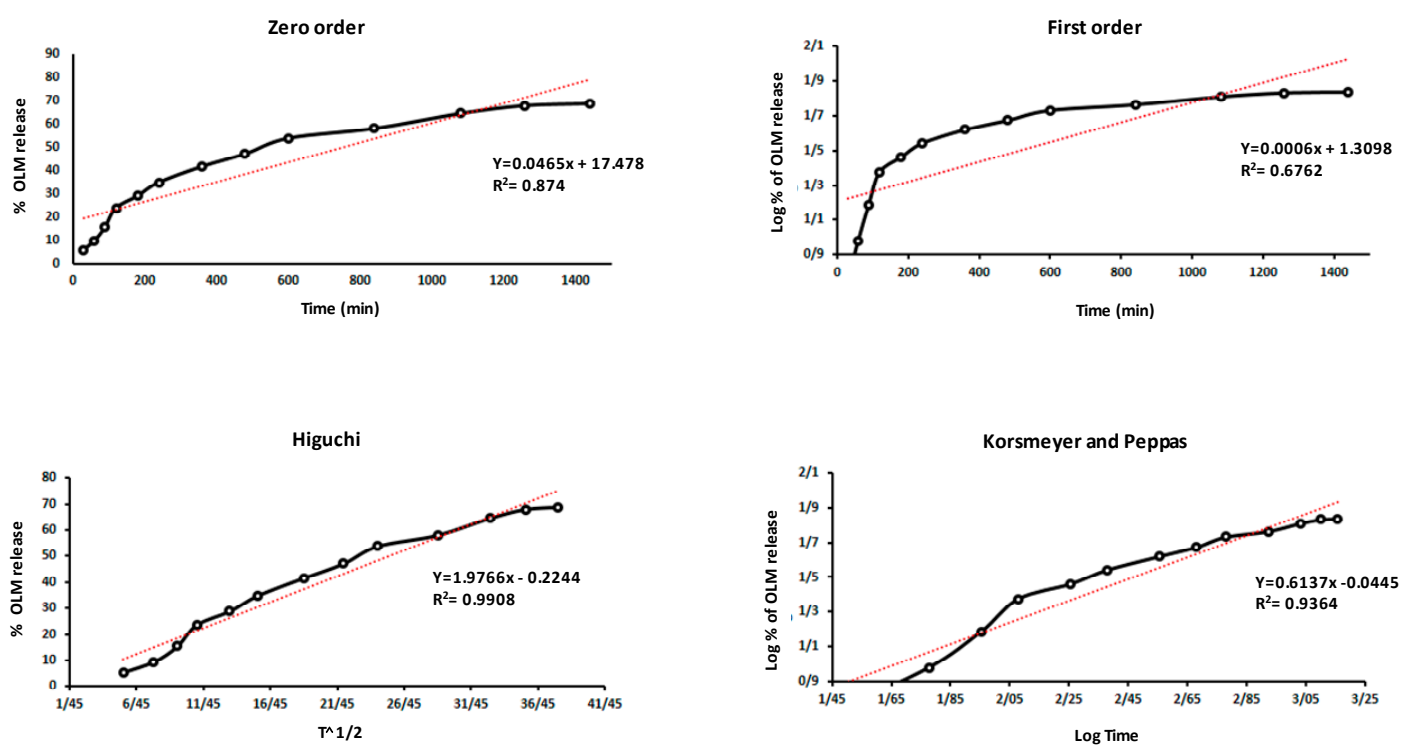 Zero order
% OLM release
90
80
70
60
50
40
30
20
10
0
0 200 400 600 800 1000 1200 1400
Time (min)
Y=0.0465x + 17.478
R²= 0.874
First order
Log % of OLM release
2/1
1/9
1/7
1/5
1/3
1/1
0/9
0 200 400 600 800 1000 1200 1400
Time (min)
Y=0.0006x + 1.3098
R²= 0.6762
Higuchi
% OLM release
80
70
60
50
40
30
20
10
0
1/45 6/45 11/45 16/45 21/45 26/45 31/45 36/45 41/45
T^1/2
Y=1.9766x - 0.2244
R²= 0.9908
Korsmeyer and Peppas
Log % of OLM release
2/1
1/9
1/7
1/5
1/3
1/1
0/9
1/45 1/65 1/85 2/05 2/25 2/45 2/65 2/85 3/05 3/25
Log Time
Y=0.6137x -0.0445
R²= 0.9364